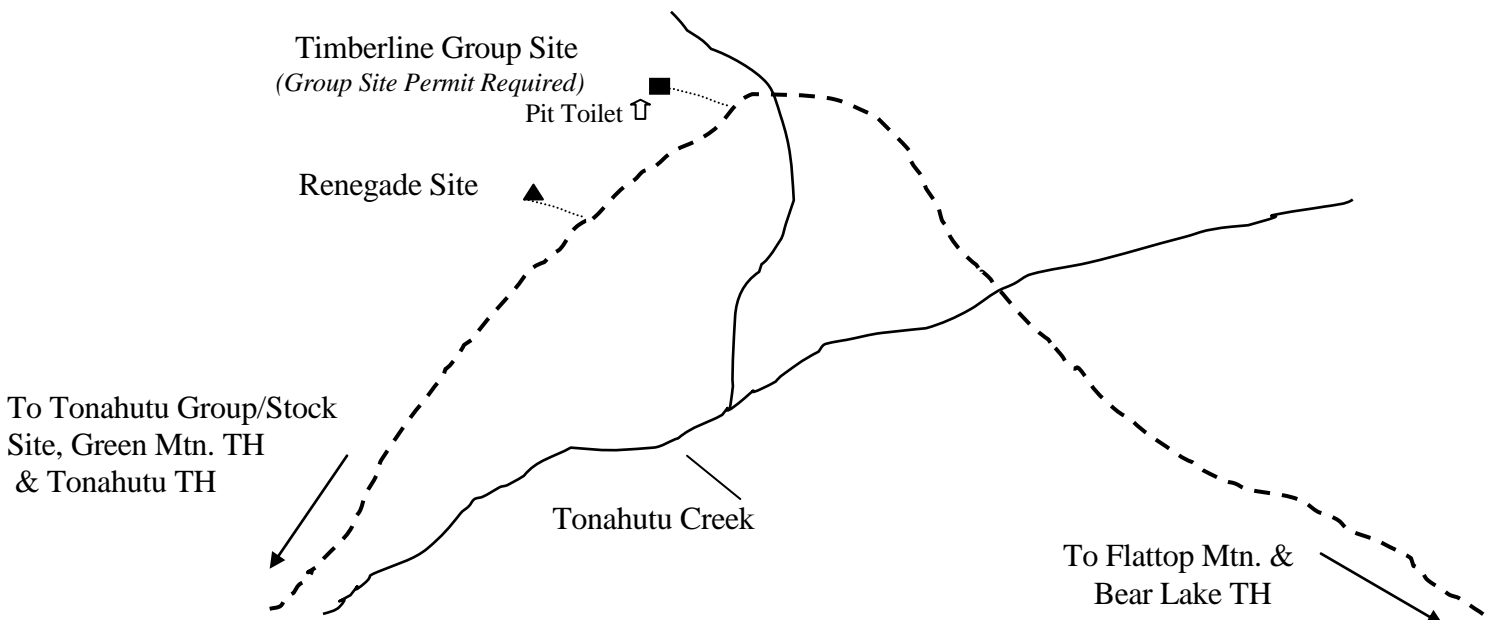 Timberline Group Site
(Group Site Permit Required)
Pit Toilet
Renegade Site
To Tonahutu Group/Stock
Site, Green Mtn. TH
& Tonahutu TH
Tonahutu Creek
To Flattop Mtn. &
Bear Lake TH